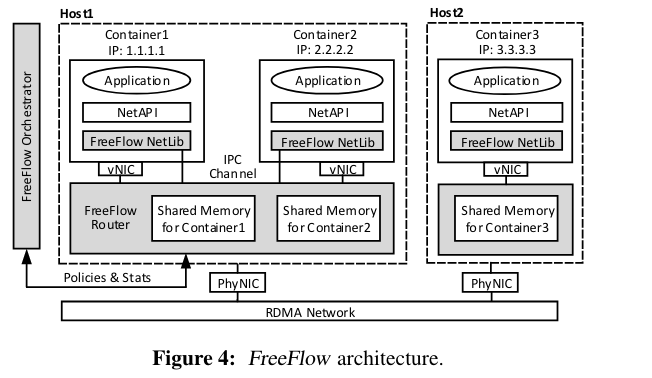 Host1
Host2
Container1
IP: 1.1.1.1
Container2
IP: 2.2.2.2
Container3
IP: 3.3.3.3
FreeFlow Orchestrator
Application
Application
Application
NetAPI
NetAPI
NetAPI
FreeFlow NetLib
FreeFlow NetLib
FreeFlow NetLib
IPC
Channel
vNIC
vNIC
vNIC
FreeFlow
Router
Shared Memory
for Container1
Shared Memory
for Container2
Shared Memory
for Container3
Policies & Stats
PhyNIC
PhyNIC
RDMA Network
Figure 4: FreeFlow architecture.